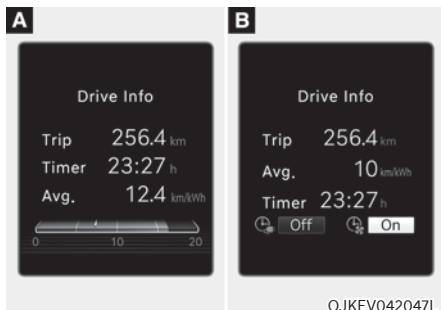 A
Drive Info
Trip 256.4 km
Timer 23:27 h
Avg. 12.4 km/kWh
0 10 20
B
Drive Info
Trip 256.4 km
Avg. 10 km/kWh
Timer 23:27 h
Off On
OJKEV042047L